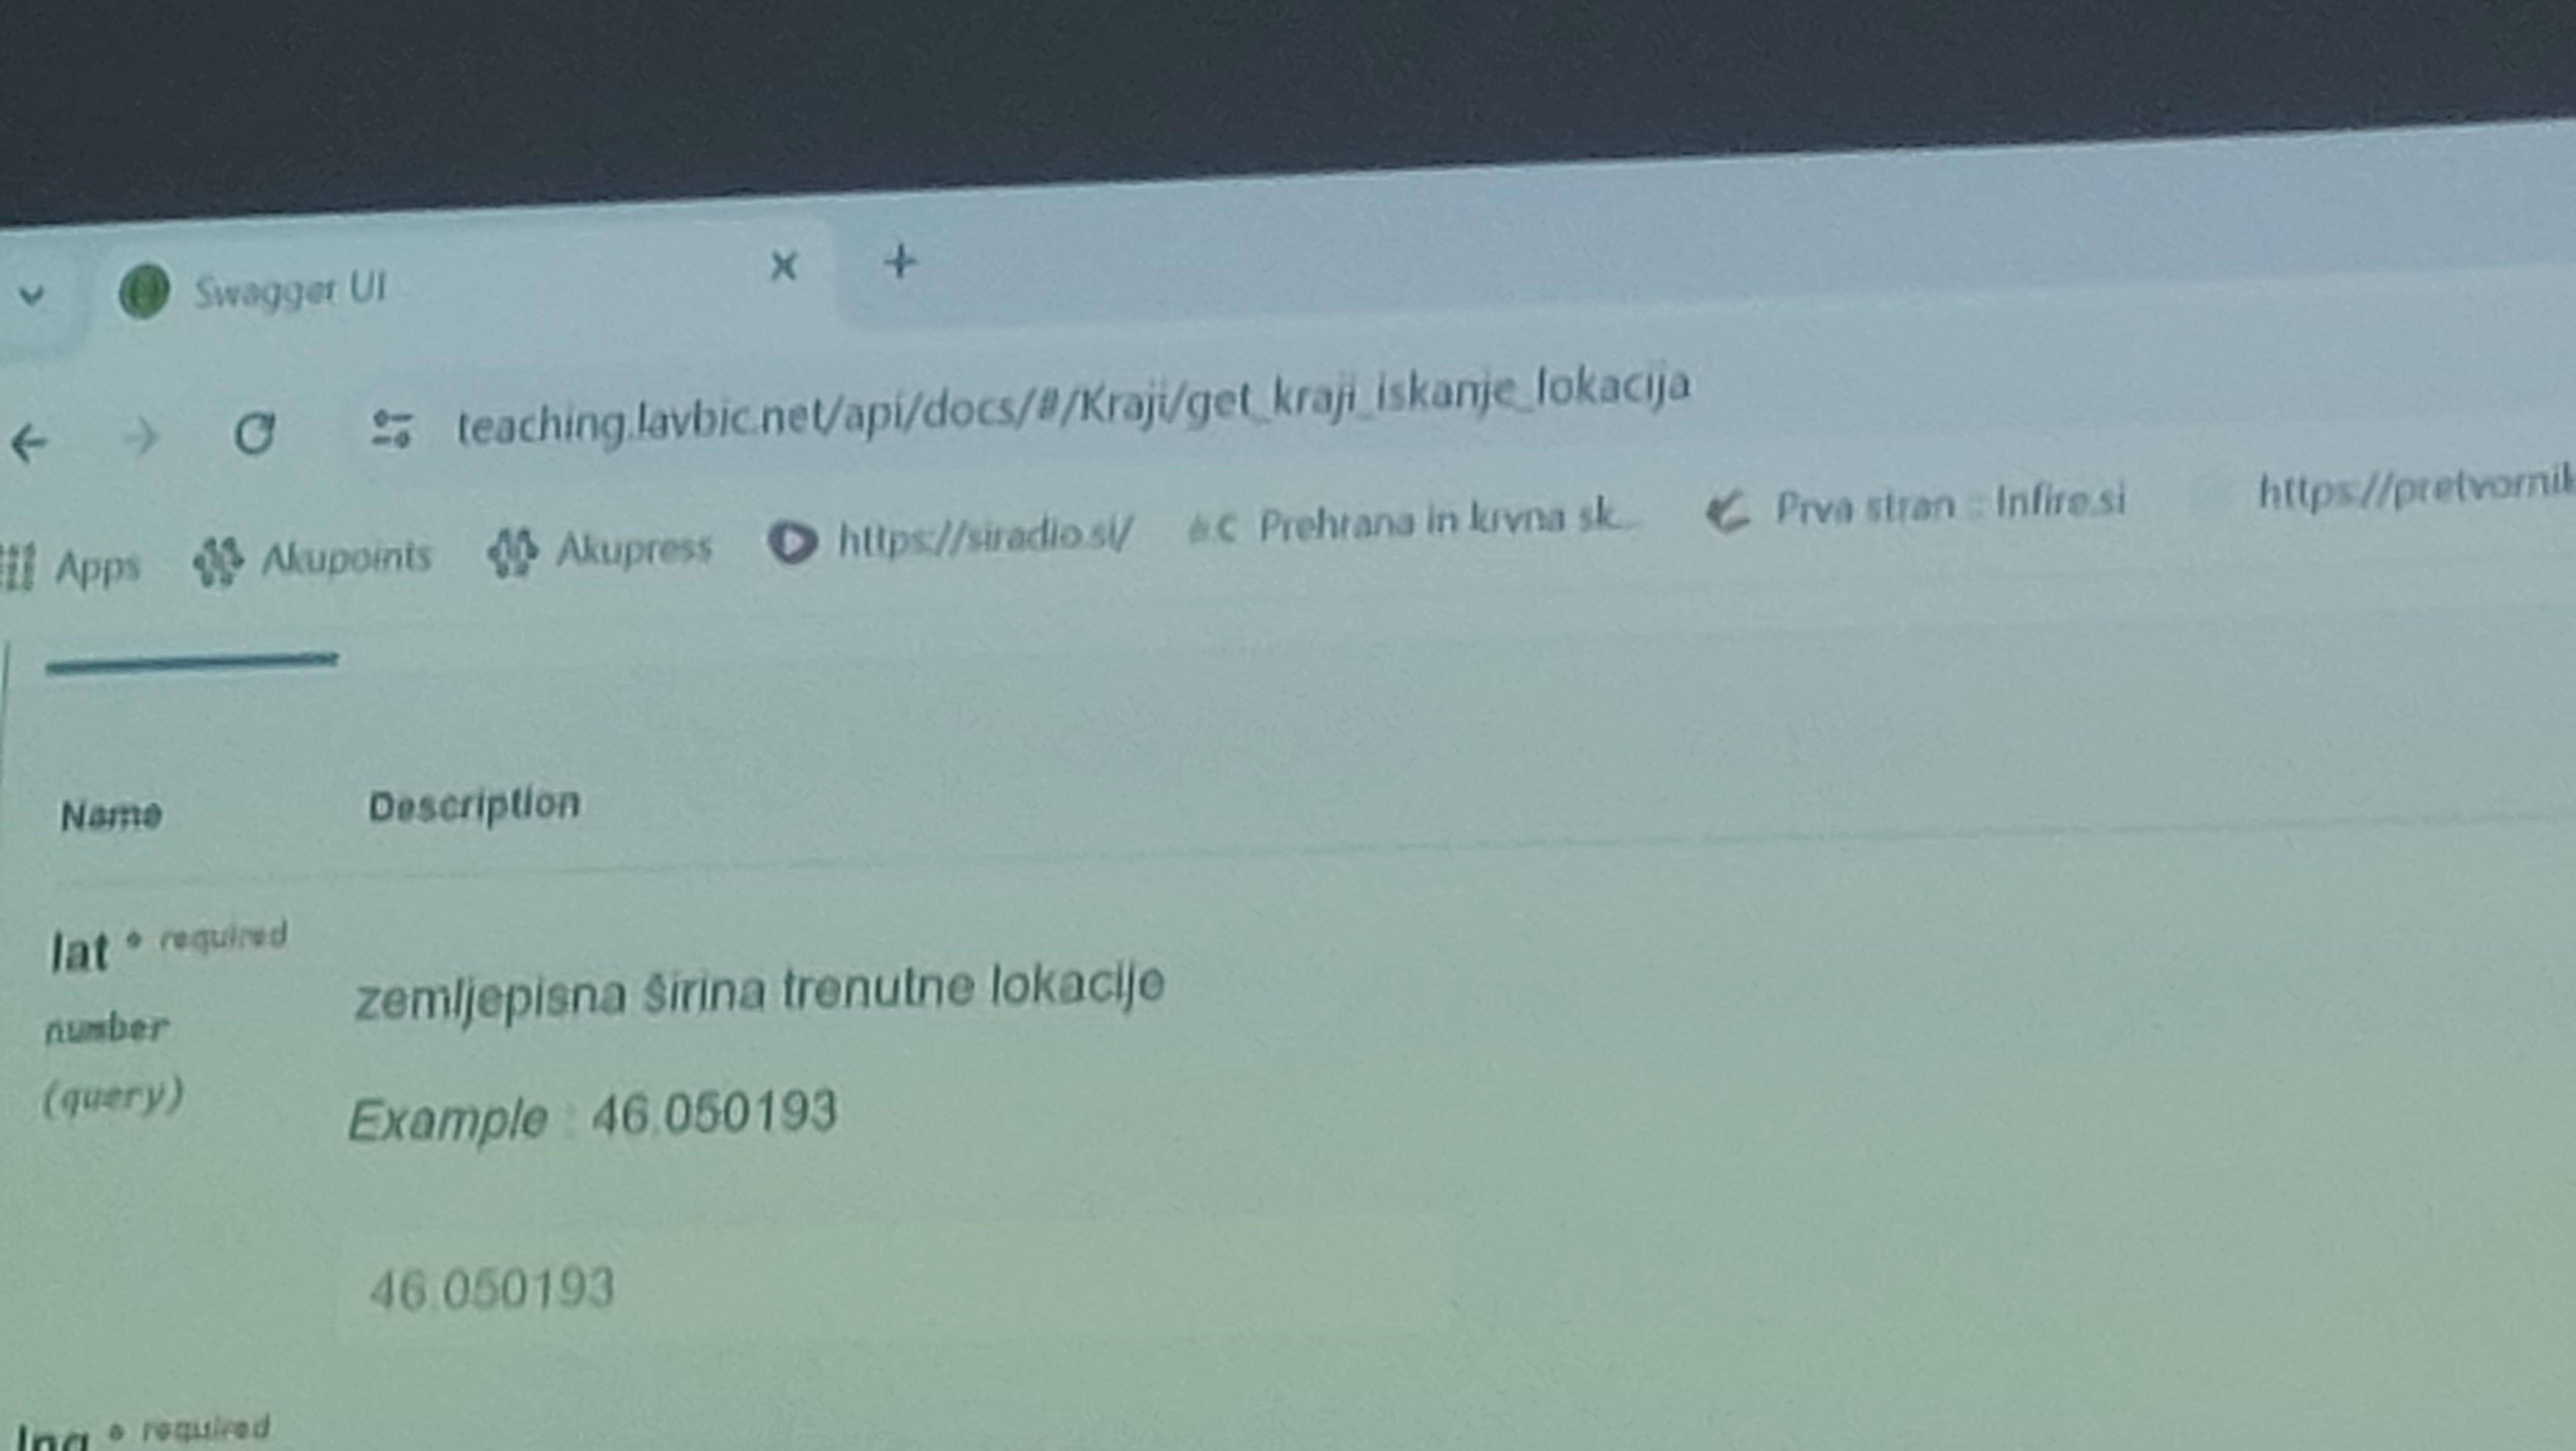 Swagger UI
teaching.lavbic.net/api/docs/#/Kraji/get_kraji_iskanje_lokacija
Apps Akupoints Akupress https://siradio.si/ Prehrana in krvna sk... Prva stran :: Infire.si https://pretvornik
Name Description
lat * required
zemljepisna širina trenutne lokacije
number
(query)
Example : 46.050193
46.050193
lng * required